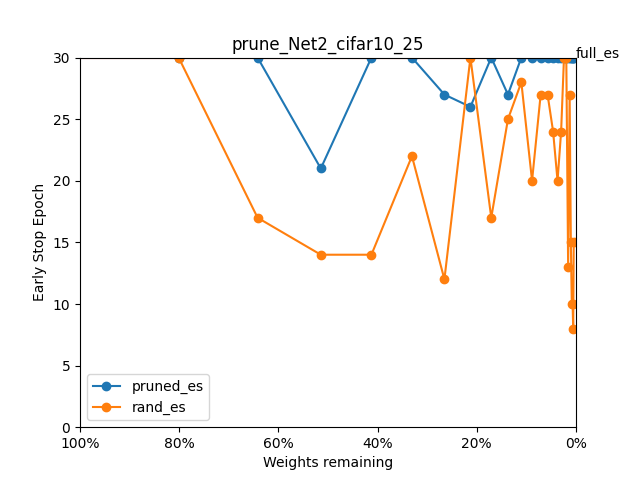 prune_Net2_cifar10_25
full_es
30
25
20
15
10
5
0
Early Stop Epoch
pruned_es
rand_es
100%
80%
60%
40%
20%
0%
Weights remaining